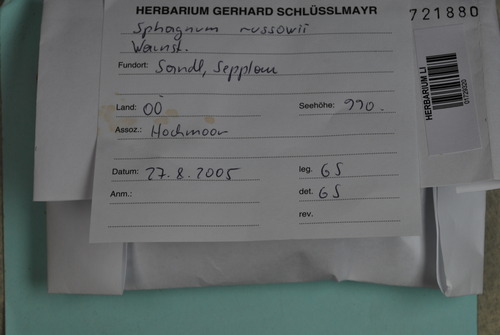 HERBARIUM GERHARD SCHLÜSSLMAYR
Sphagnum russowii
Warnst.
Fundort: Sandl, Sepplau
Land: OÖ Seehöhe: 990.
Assoz.: Hochmoor
Datum: 27.8.2005 leg. GS
Anm.: det. GS
rev.
721880
HERBARIUM LI